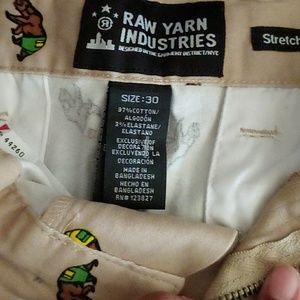 RAW YARN
INDUSTRIES
DESIGNED IN THE GARMENT DISTRICT/NYC
Stretch
SIZE: 30
97% COTTON/
ALGODÓN
3% ELASTANE/
ELASTANO
EXCLUSIVE OF
DECORATION
EXCLUYENDO LA
DECORACIÓN
MADE IN
BANGLADESH
HECHO EN
BANGLADESH
RN# 123827
44260